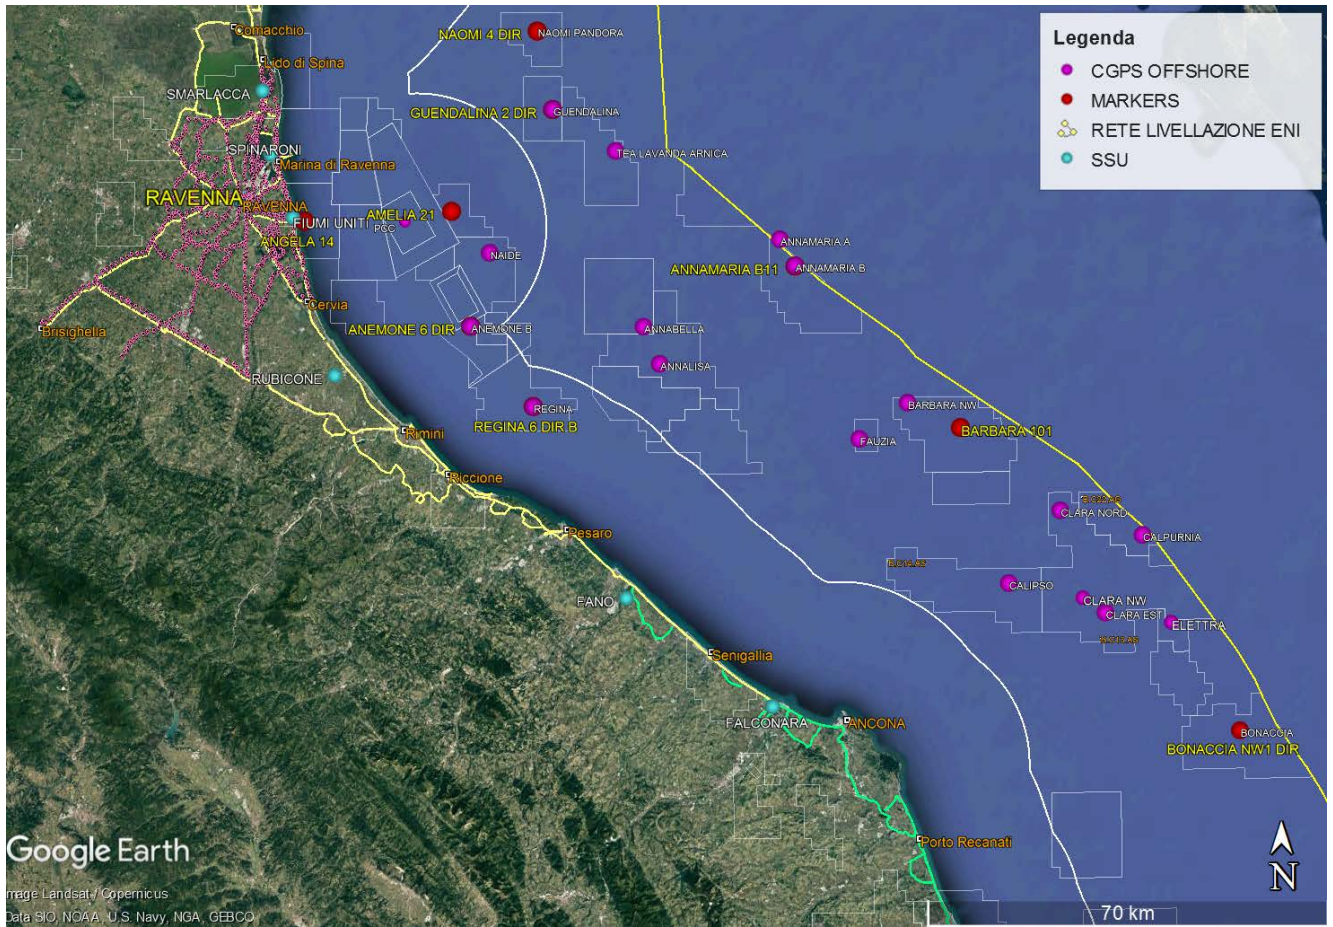 Legenda
CGPS OFFSHORE
MARKERS
RETE LIVELLAZIONE ENI
SSU
Comacchio
NAOMI 4 DIR
NAOMI PANDORA
Lido di Spina
SMARLACCA
GUENDALINA 2 DIR
GUENDALINA
SPINARONI
Marina di Ravenna
TEA LAVANDA ARNICA
RAVENNA
RAVENNA
FIUMI UNITI
AMELIA 21
PCC
ANGELA 14
NAIDE
ANNAMARIA A
ANNAMARIA B11
ANNAMARIA B
Cervia
Brisighella
ANEMONE 6 DIR
ANEMONE B
ANNABELLA
ANNALISA
RUBICONE
REGINA
REGINA 6 DIR B
BARBARA NW
BARBARA 101
FAUZIA
Rimini
Riccione
CLARA NORD
Pesaro
CALPURNIA
CALIPSO
FANO
CLARA NW
CLARA EST
ELETTRA
Senigallia
FALCONARA
ANCONA
BONACCIA
BONACCIA NW1 DIR
Porto Recanati
Google Earth
mage Landsat / Copernicus
Data SIO, NOAA, U.S. Navy, NGA, GEBCO
70 km
N